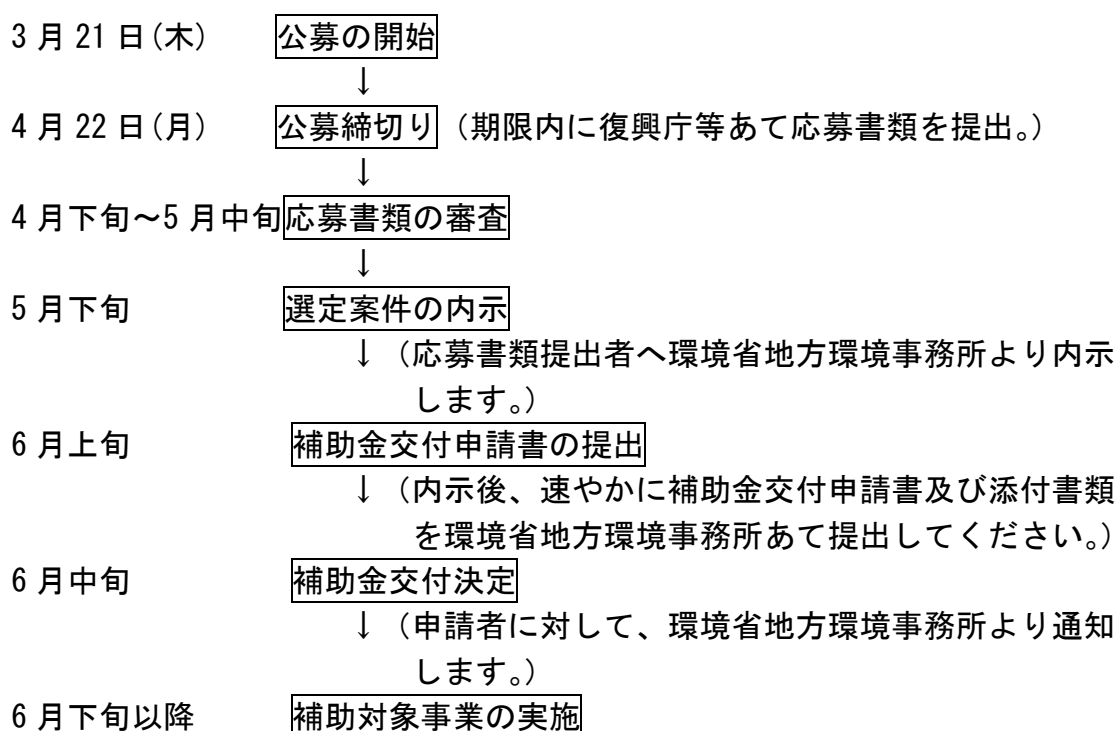 3 月 21 日(木) 公募の開始
↓
4 月 22 日(月) 公募締切り（期限内に復興庁等あて応募書類を提出。）
↓
4 月下旬～5 月中旬応募書類の審査
↓
5 月下旬 選定案件の内示
↓（応募書類提出者へ環境省地方環境事務所より内示
します。）
6 月上旬 補助金交付申請書の提出
↓（内示後、速やかに補助金交付申請書及び添付書類
を環境省地方環境事務所あて提出してください。）
6 月中旬 補助金交付決定
↓（申請者に対して、環境省地方環境事務所より通知
します。）
6 月下旬以降 補助対象事業の実施